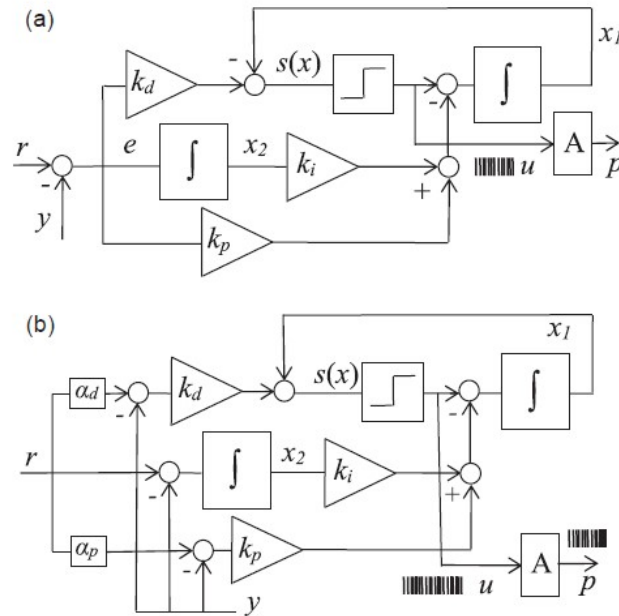 (a)
x1
-
s(x)
kd
-
∫
r
e
∫
x2
ki
A
-
y
+
u
p
kp
(b)
x1
s(x)
αd
kd
-
-
∫
r
∫
x2
ki
-
+
αp
kp
A
-
y
u
p